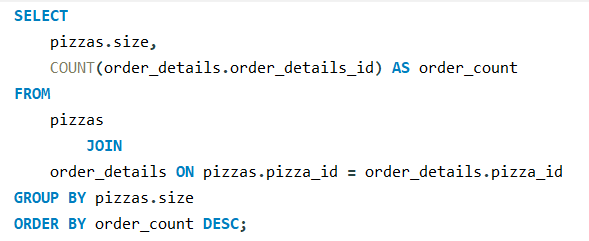 SELECT
    pizzas.size,
    COUNT(order_details.order_details_id) AS order_count
FROM
    pizzas
        JOIN
    order_details ON pizzas.pizza_id = order_details.pizza_id
GROUP BY pizzas.size
ORDER BY order_count DESC;